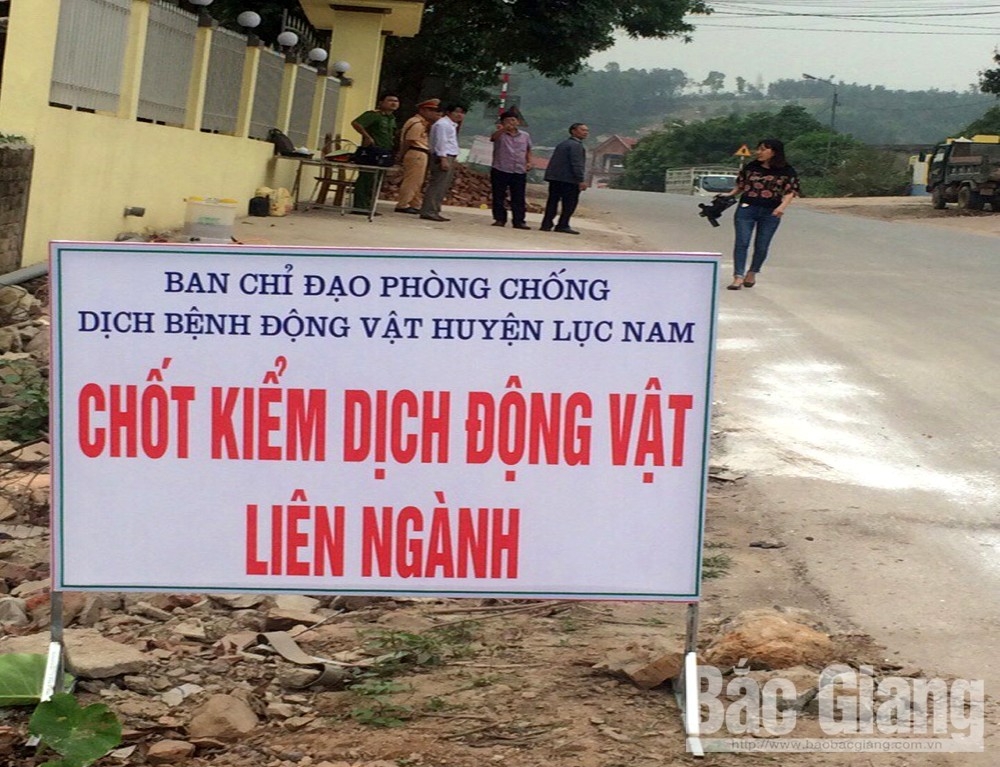 BAN CHỈ ĐẠO PHÒNG CHỐNG
DỊCH BỆNH ĐỘNG VẬT HUYỆN LỤC NAM
CHỐT KIỂM DỊCH ĐỘNG VẬT
LIÊN NGÀNH
Bắc Giang
http://www.baobacgiang.com.vn